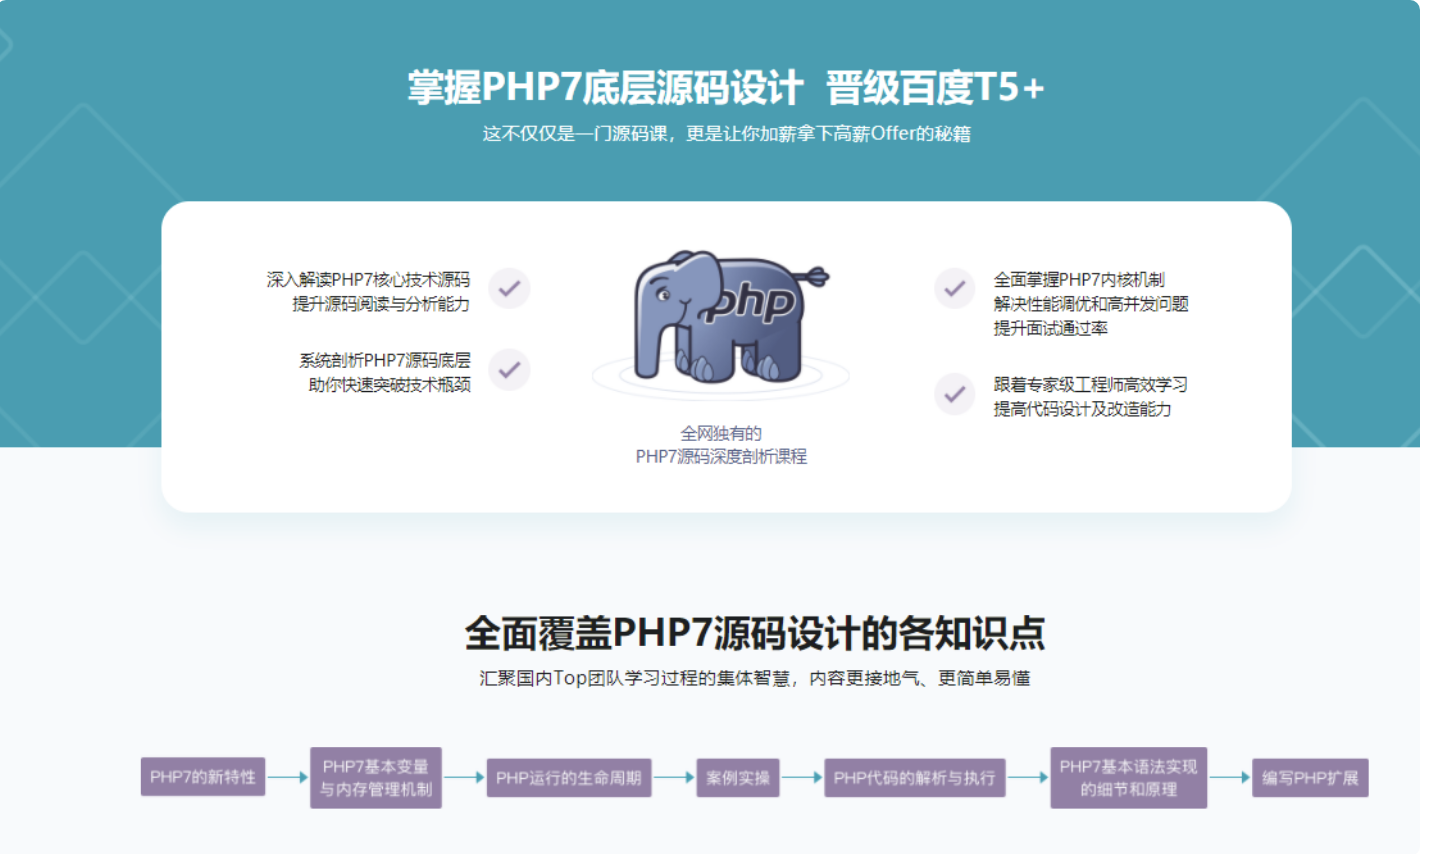 掌握PHP7底层源码设计 晋级百度T5+
这不仅仅是一门源码课，更是让你加薪拿下高薪Offer的秘籍
深入解读PHP7核心技术源码
提升源码阅读与分析能力
系统剖析PHP7源码底层
助你快速突破技术瓶颈
php
全网独有的
PHP7源码深度剖析课程
全面掌握PHP7内核机制
解决性能调优和高并发问题
提升面试通过率
跟着专家级工程师高效学习
提高代码设计及改造能力
全面覆盖PHP7源码设计的各知识点
汇聚国内Top团队学习过程的集体智慧，内容更接地气、更简单易懂
PHP7的新特性
PHP7基本变量
与内存管理机制
PHP运行的生命周期
案例实操
PHP代码的解析与执行
PHP7基本语法实现
的细节和原理
编写PHP扩展